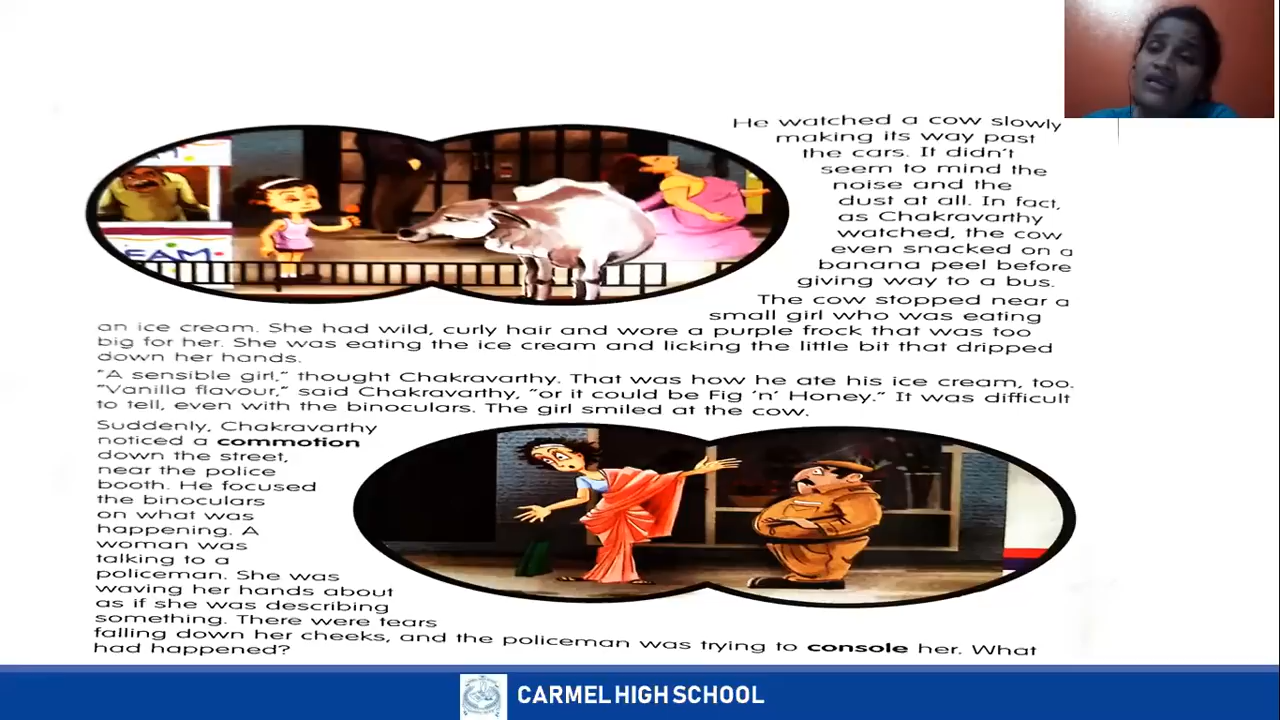 He watched a cow slowly
making its way past
the cars. It didn't
seem to mind the
noise and the
dust at all. In fact,
as Chakravarthy
watched, the cow
even snacked on a
banana peel before
giving way to a bus.
The cow stopped near a
small girl who was eating
an ice cream. She had wild, curly hair and wore a purple frock that was too
big for her. She was eating the ice cream and licking the little bit that dripped
down her hands.
"A sensible girl," thought Chakravarthy. That was how he ate his ice cream, too.
"Vanilla flavour," said Chakravarthy, "or it could be Fig 'n' Honey." It was difficult
to tell, even with the binoculars. The girl smiled at the cow.
Suddenly, Chakravarthy
noticed a commotion
down the street,
near the police
booth. He focused
the binoculars
on what was
happening. A
woman was
talking to a
policeman. She was
waving her hands about
as if she was describing
something. There were tears
falling down her cheeks, and the policeman was trying to console her. What
had happened?
EAM
CARMEL HIGH SCHOOL